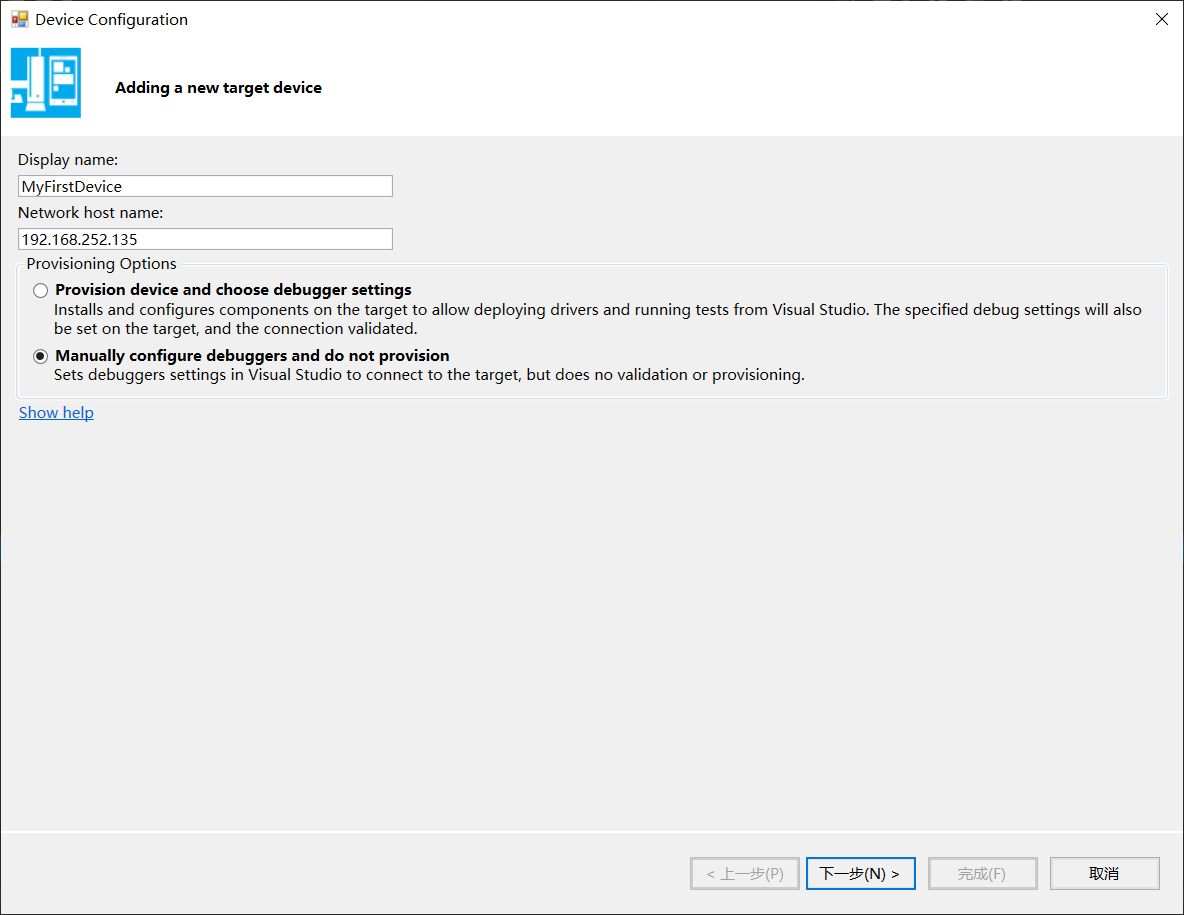 Device Configuration
Adding a new target device
Display name:
MyFirstDevice
Network host name:
192.168.252.135
Provisioning Options
Provision device and choose debugger settings
Installs and configures components on the target to allow deploying drivers and running tests from Visual Studio. The specified debug settings will also
be set on the target, and the connection validated.
Manually configure debuggers and do not provision
Sets debuggers settings in Visual Studio to connect to the target, but does no validation or provisioning.
Show help
< 上一步(P)
下一步(N) >
完成(F)
取消